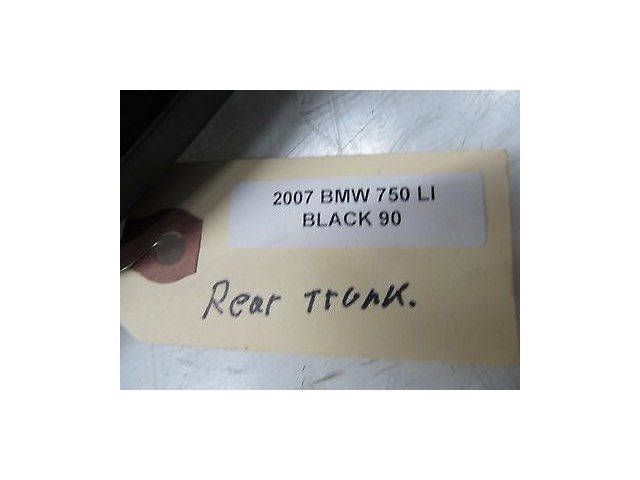 2007 BMW 750 LI
BLACK 90
Rear Trunk.